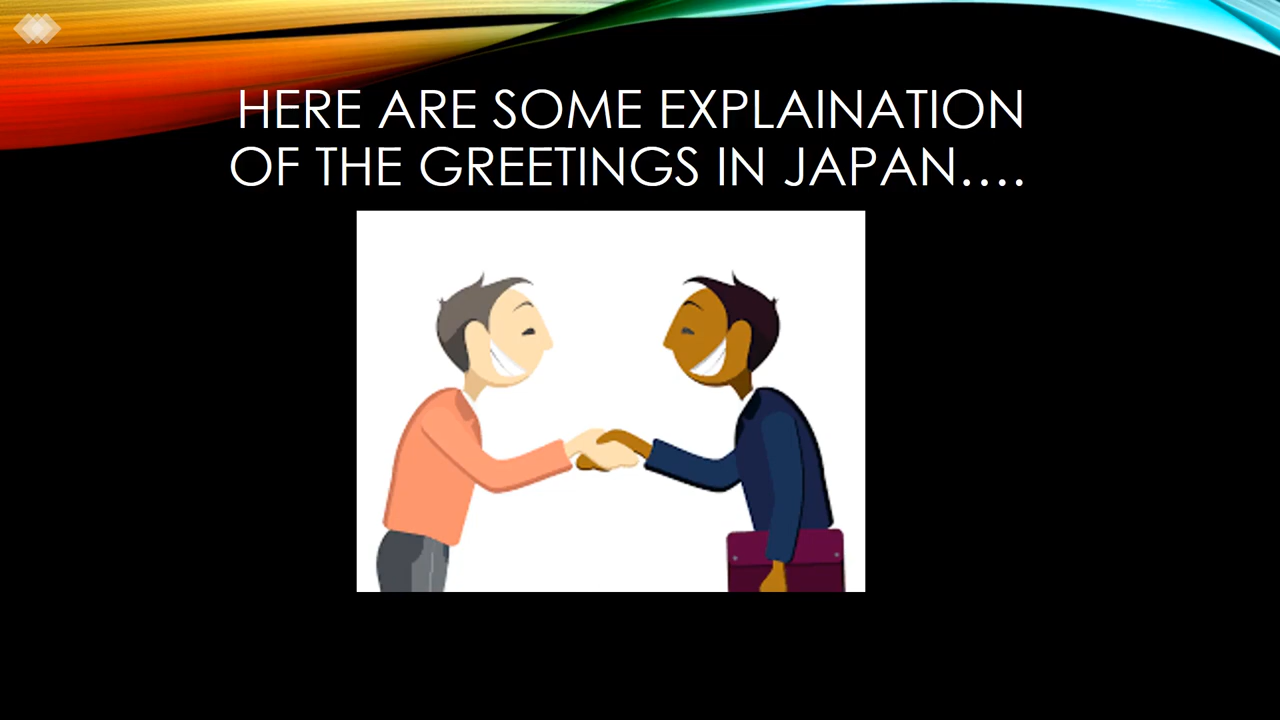 HERE ARE SOME EXPLAINATION
OF THE GREETINGS IN JAPAN....